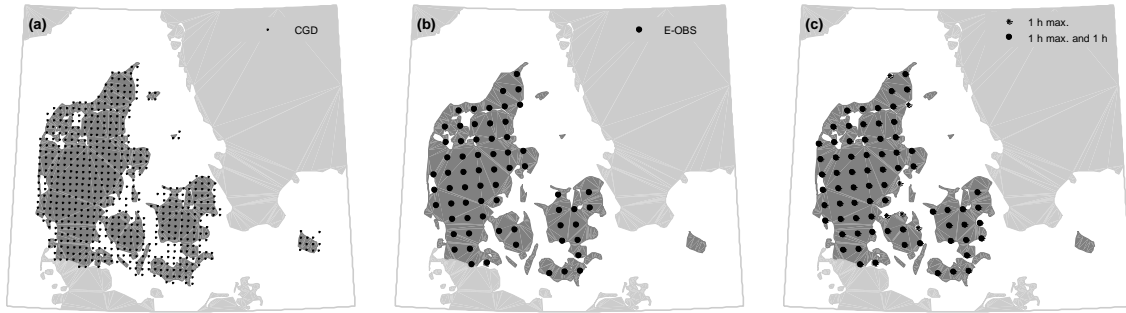 (a)
CGD
(b)
E-OBS
(c)
1 h max.
1 h max. and 1 h